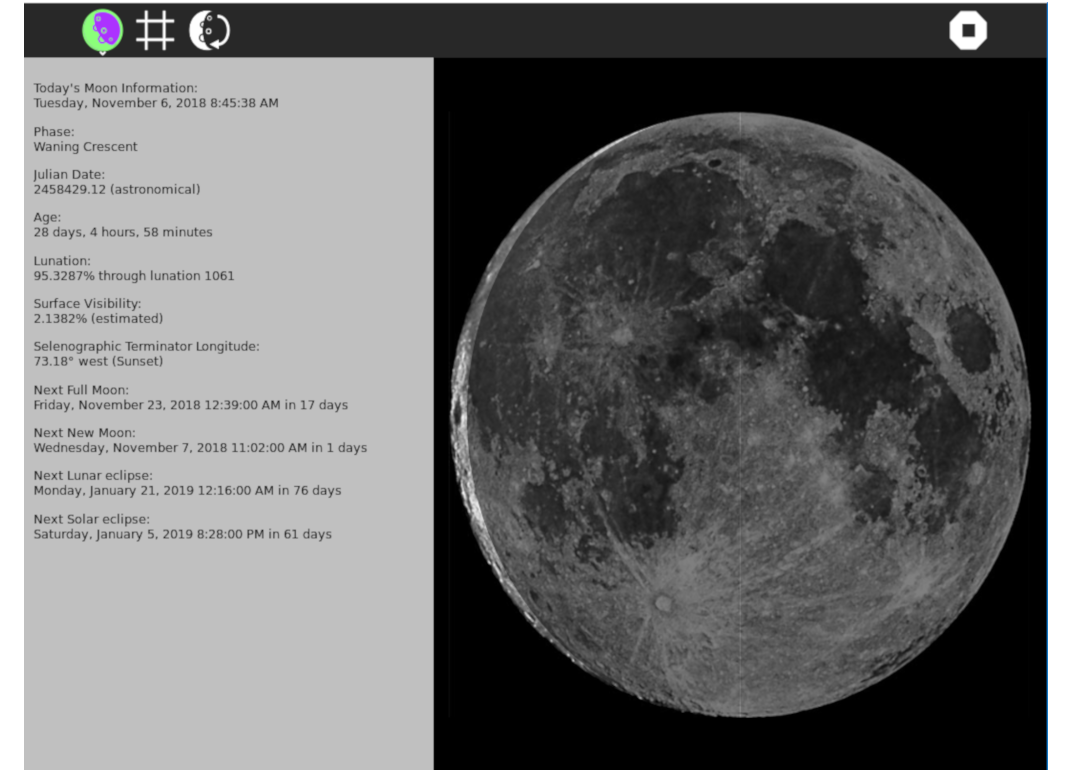 Today's Moon Information:
Tuesday, November 6, 2018 8:45:38 AM
Phase:
Waning Crescent
Julian Date:
2458429.12 (astronomical)
Age:
28 days, 4 hours, 58 minutes
Lunation:
95.3287% through lunation 1061
Surface Visibility:
2.1382% (estimated)
Selenographic Terminator Longitude:
73.18° west (Sunset)
Next Full Moon:
Friday, November 23, 2018 12:39:00 AM in 17 days
Next New Moon:
Wednesday, November 7, 2018 11:02:00 AM in 1 days
Next Lunar eclipse:
Monday, January 21, 2019 12:16:00 AM in 76 days
Next Solar eclipse:
Saturday, January 5, 2019 8:28:00 PM in 61 days